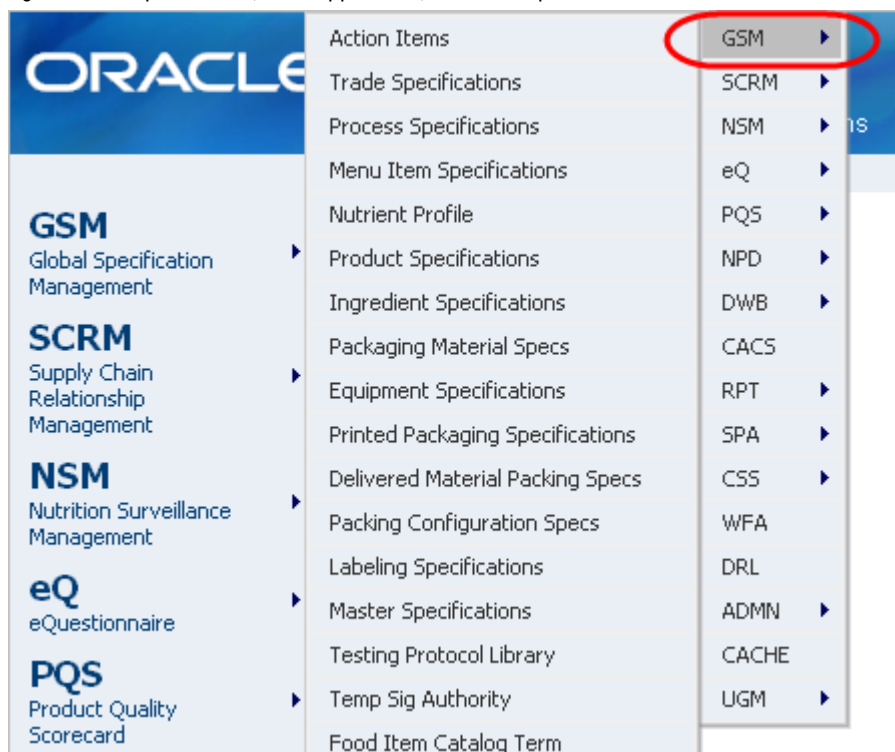 ORACLE
GSM
Global Specification
Management
SCRM
Supply Chain
Relationship
Management
NSM
Nutrition Surveillance
Management
eQ
eQuestionnaire
PQS
Product Quality
Scorecard
Action Items
Trade Specifications
Process Specifications
Menu Item Specifications
Nutrient Profile
Product Specifications
Ingredient Specifications
Packaging Material Specs
Equipment Specifications
Printed Packaging Specifications
Delivered Material Packing Specs
Packing Configuration Specs
Labeling Specifications
Master Specifications
Testing Protocol Library
Temp Sig Authority
Food Item Catalog Term
GSM
SCRM
NSM
eQ
PQS
NPD
DWB
CACS
RPT
SPA
CSS
WFA
DRL
ADMN
CACHE
UGM